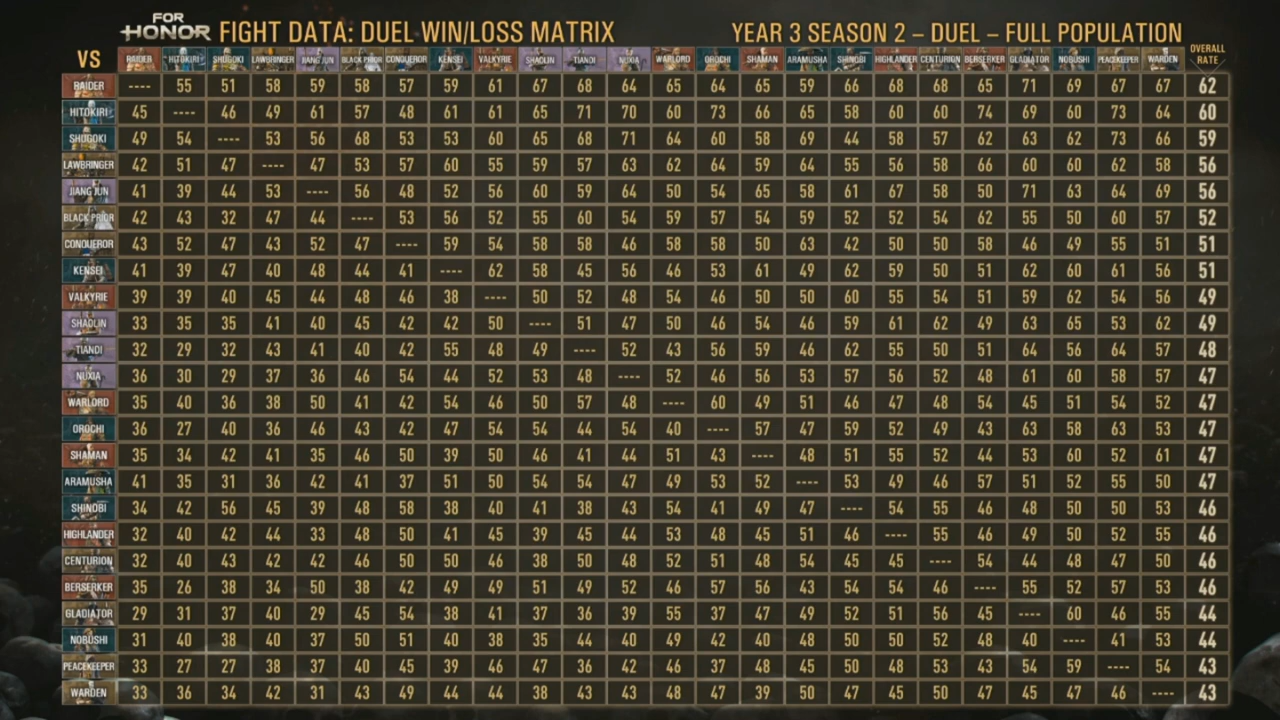 FOR HONOR FIGHT DATA: DUEL WIN/LOSS MATRIX YEAR 3 SEASON 2 – DUEL – FULL POPULATION
VS RAIDER HITOKIRI SHUGOKI LAWBRINGER JIANG JUN BLACK PRIOR CONQUEROR KENSEI VALKYRIE SHAOLIN TIANDI NUXIA WARLORD OROCHI SHAMAN ARAMUSHA SHINOBI HIGHLANDER CENTURION BERSERKER GLADIATOR NOBUSHI PEACEKEEPER WARDEN OVERALL RATE
RAIDER ---- 55 51 58 59 58 57 59 61 67 68 64 65 64 65 59 66 68 68 65 71 69 67 67 62
HITOKIRI 45 ---- 46 49 61 57 48 61 61 65 71 70 60 73 66 65 58 60 60 74 69 60 73 64 60
SHUGOKI 49 54 ---- 53 56 68 53 53 60 65 68 71 64 60 58 69 44 58 57 62 63 62 73 66 59
LAWBRINGER 42 51 47 ---- 47 53 57 60 55 59 57 63 62 64 59 64 55 56 58 66 60 60 62 58 56
JIANG JUN 41 39 44 53 ---- 56 48 52 56 60 59 64 50 54 65 58 61 67 58 50 71 63 64 69 56
BLACK PRIOR 42 43 32 47 44 ---- 53 56 52 55 60 54 59 57 54 59 52 52 54 62 55 50 60 57 52
CONQUEROR 43 52 47 43 52 47 ---- 59 54 58 58 46 58 58 50 63 42 50 50 58 46 49 55 51 51
KENSEI 41 39 47 40 48 44 41 ---- 62 58 45 56 46 53 61 49 62 59 50 51 62 60 61 56 51
VALKYRIE 39 39 40 45 44 48 46 38 ---- 50 52 48 54 46 50 50 60 55 54 51 59 62 54 56 49
SHAOLIN 33 35 35 41 40 45 42 42 50 ---- 51 47 50 46 54 46 59 61 62 49 63 65 53 62 49
TIANDI 32 29 32 43 41 40 42 55 48 49 ---- 52 43 56 59 46 62 55 50 51 64 56 64 57 48
NUXIA 36 30 29 37 36 46 54 44 52 53 48 ---- 52 46 56 53 57 56 52 48 61 60 58 57 47
WARLORD 35 40 36 38 50 41 42 54 46 50 57 48 ---- 60 49 51 46 47 48 54 45 51 54 52 47
OROCHI 36 27 40 36 46 43 42 47 54 54 44 54 40 ---- 57 47 59 52 49 43 63 58 63 53 47
SHAMAN 35 34 42 41 35 46 50 39 50 46 41 44 51 43 ---- 48 51 55 52 44 53 60 52 61 47
ARAMUSHA 41 35 31 36 42 41 37 51 50 54 54 47 49 53 52 ---- 53 49 46 57 51 52 55 50 47
SHINOBI 34 42 56 45 39 48 58 38 40 41 38 43 54 41 49 47 ---- 54 55 46 48 50 50 53 46
HIGHLANDER 32 40 42 44 33 48 50 41 45 39 45 44 53 48 45 51 46 ---- 55 46 49 50 52 55 46
CENTURION 32 40 43 42 42 46 50 50 46 38 50 48 52 51 48 54 45 45 ---- 54 44 48 47 50 46
BERSERKER 35 26 38 34 50 38 42 49 49 51 49 52 46 57 56 43 54 54 46 ---- 55 52 57 53 46
GLADIATOR 29 31 37 40 29 45 54 38 41 37 36 39 55 37 47 49 52 51 56 45 ---- 60 46 55 44
NOBUSHI 31 40 38 40 37 50 51 40 38 35 44 40 49 42 40 48 50 50 52 48 40 ---- 41 53 44
PEACEKEEPER 33 27 27 38 37 40 45 39 46 47 36 42 46 37 48 45 50 48 53 43 54 59 ---- 54 43
WARDEN 33 36 34 42 31 43 49 44 44 38 43 43 48 47 39 50 47 45 50 47 45 47 46 ---- 43